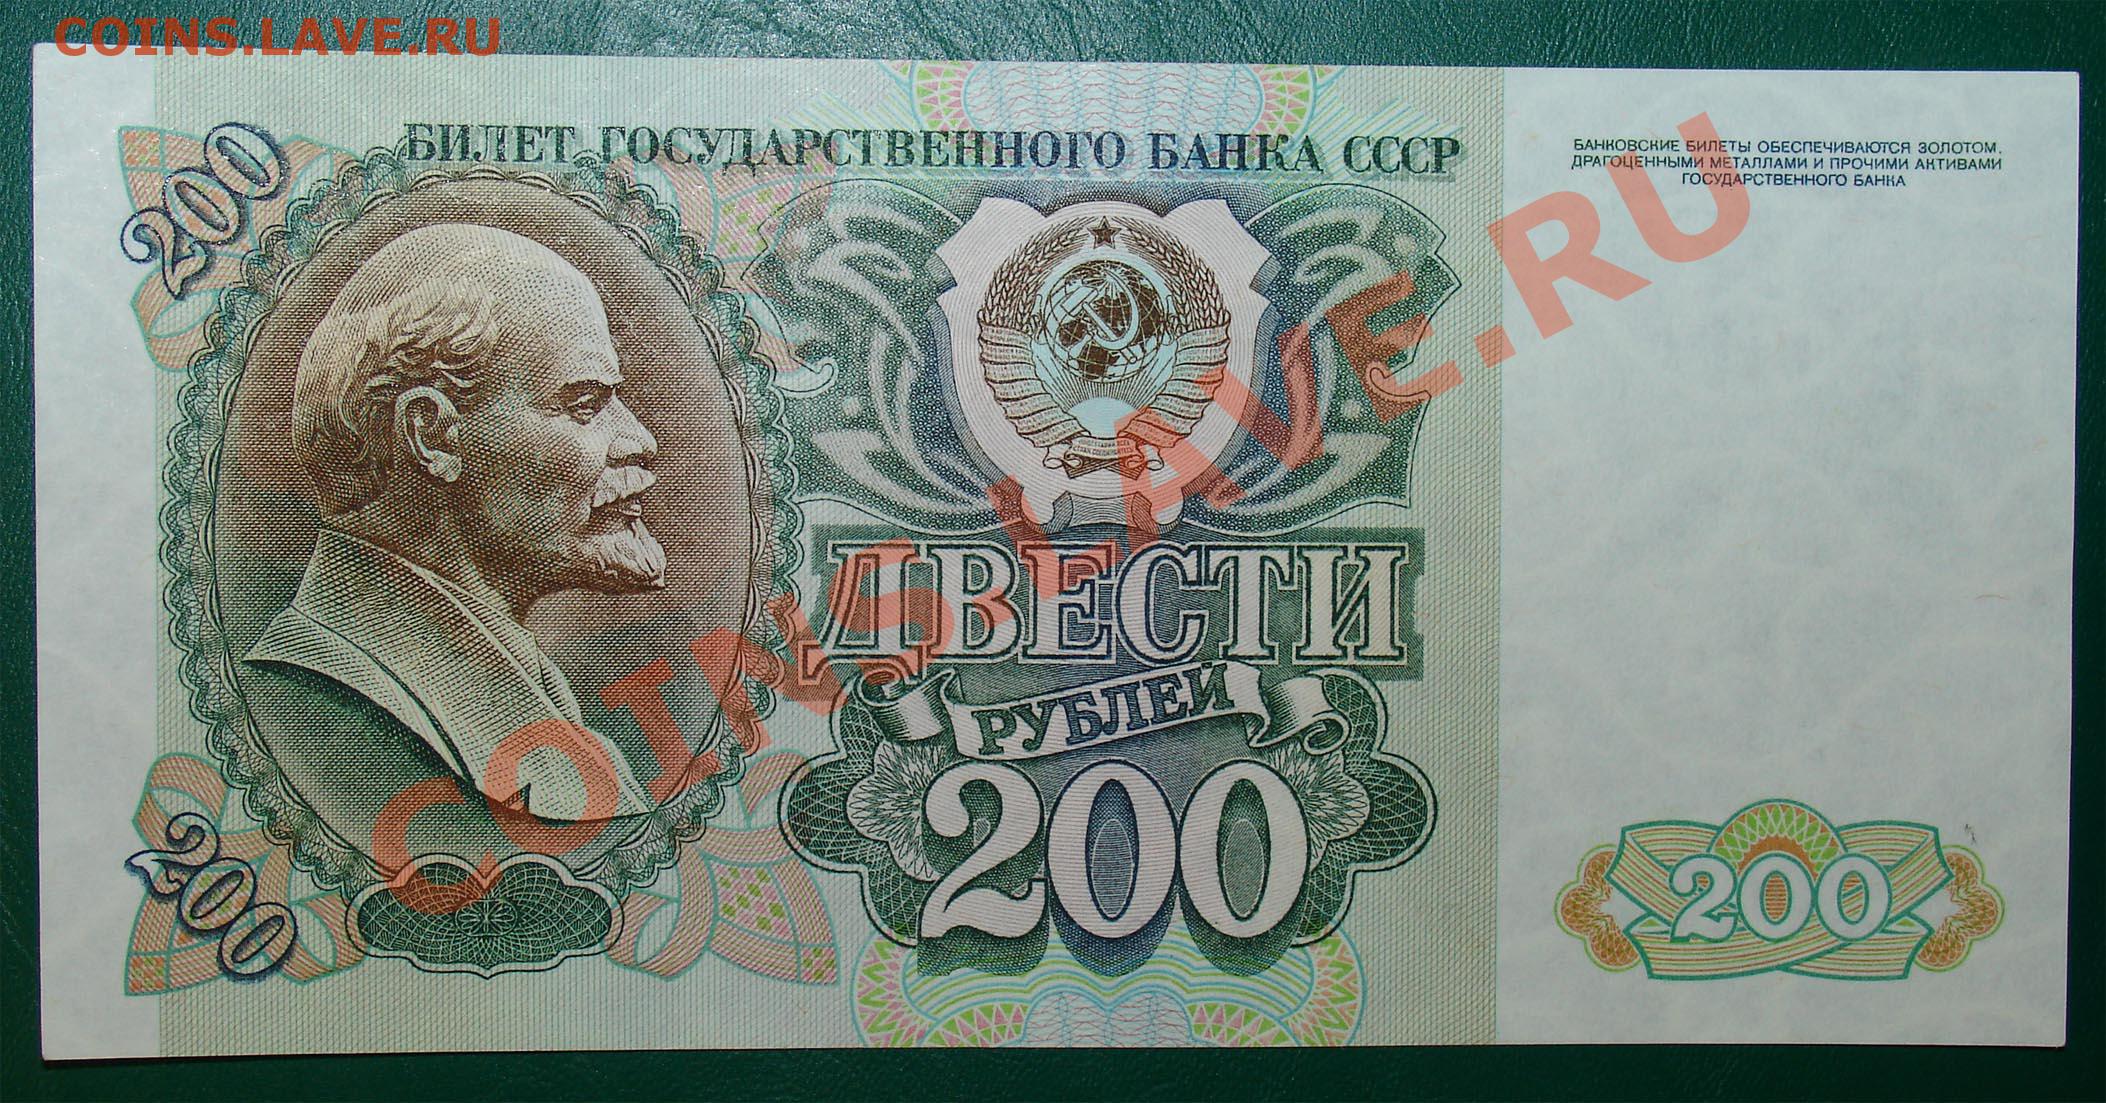 COINS.LAVE.RU
БИЛЕТ ГОСУДАРСТВЕННОГО БАНКА СССР
200
БАНКОВСКИЕ БИЛЕТЫ ОБЕСПЕЧИВАЮТСЯ ЗОЛОТОМ,
ДРАГОЦЕННЫМИ МЕТАЛЛАМИ И ПРОЧИМИ АКТИВАМИ
ГОСУДАРСТВЕННОГО БАНКА
COINS.LAVE.RU
ДВЕСТИ
РУБЛЕЙ
200
200
200